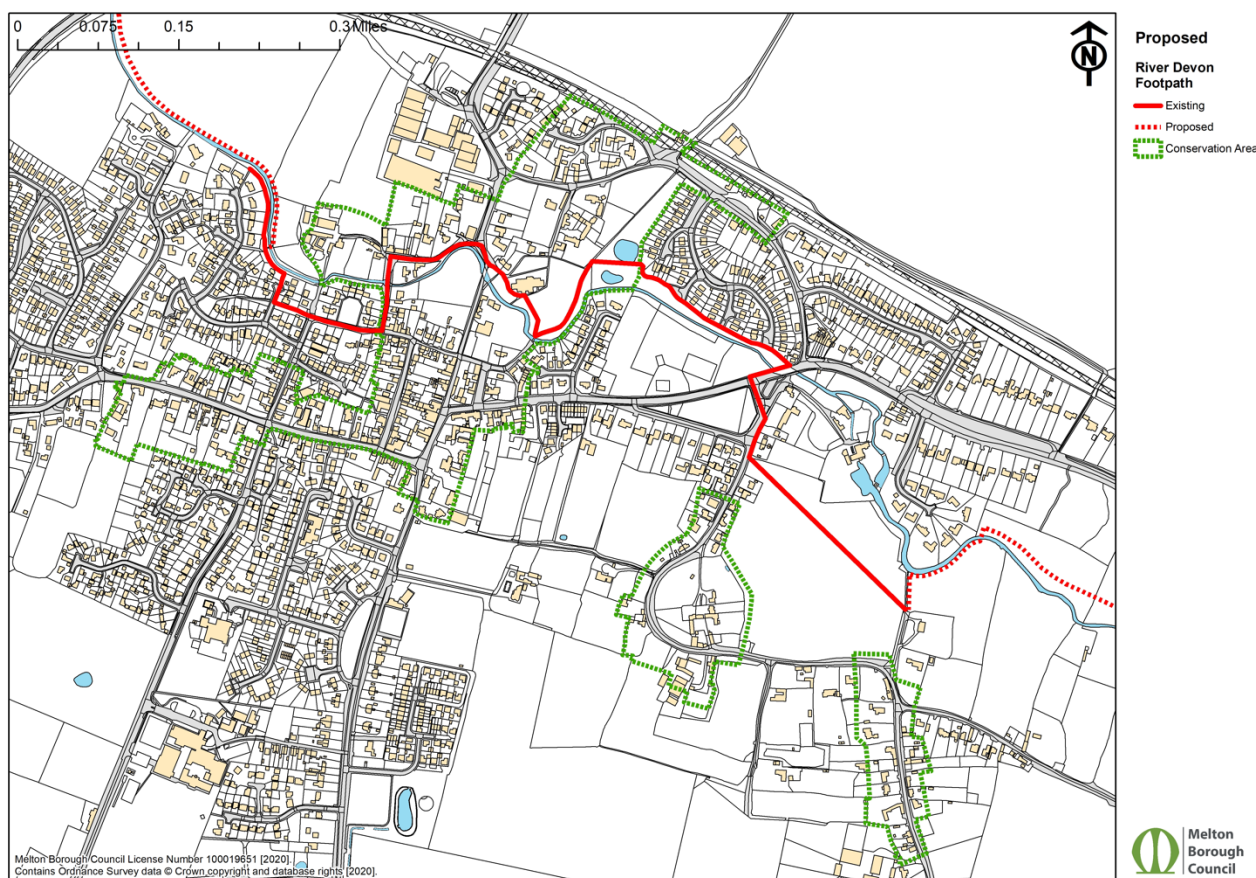 0 0.075 0.15 0.3 Miles
N
Proposed
River Devon
Footpath
Existing
Proposed
Conservation Area
Melton Borough Council License Number 100019651 [2020].
Contains Ordnance Survey data © Crown copyright and database rights [2020].
Melton
Borough
Council